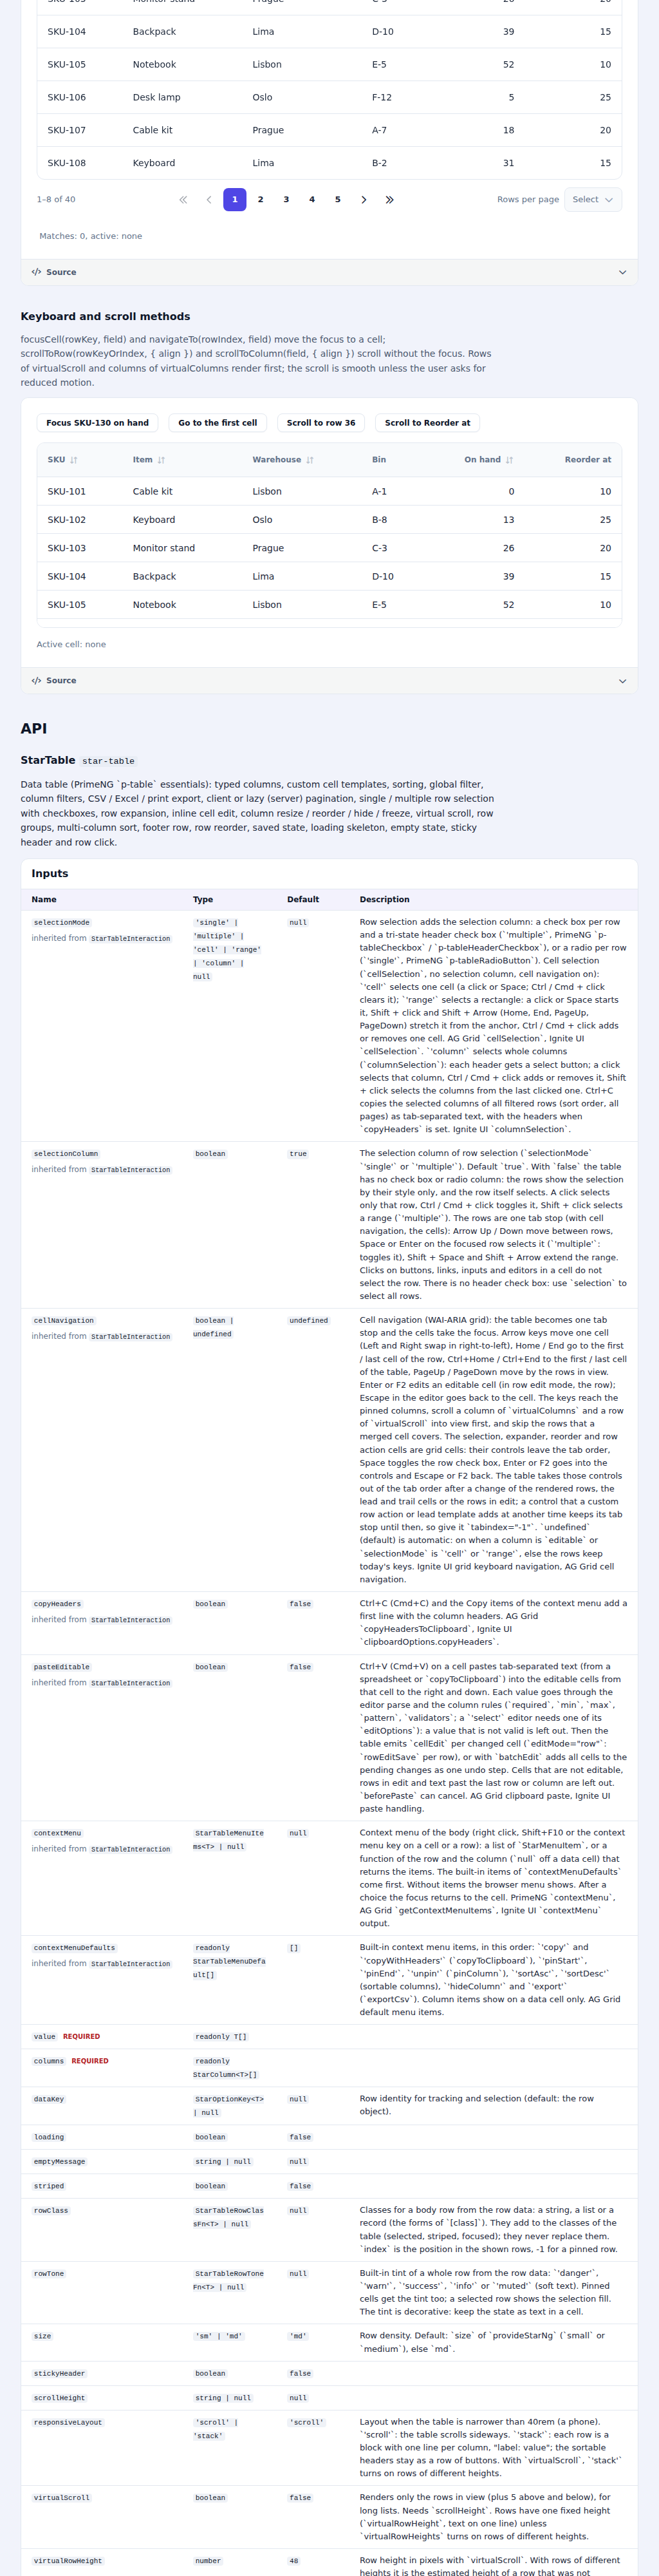 SKU-104 Backpack Lima D-10 39 15
SKU-105 Notebook Lisbon E-5 52 10
SKU-106 Desk lamp Oslo F-12 5 25
SKU-107 Cable kit Prague A-7 18 20
SKU-108 Keyboard Lima B-2 31 15
1–8 of 40 1 2 3 4 5 Rows per page Select
Matches: 0, active: none
Source
Keyboard and scroll methods
focusCell(rowKey, field) and navigateTo(rowIndex, field) move the focus to a cell;
scrollToRow(rowKeyOrIndex, { align }) and scrollToColumn(field, { align }) scroll without the focus. Rows
of virtualScroll and columns of virtualColumns render first; the scroll is smooth unless the user asks for
reduced motion.
Focus SKU-130 on hand Go to the first cell Scroll to row 36 Scroll to Reorder at
SKU Item Warehouse Bin On hand Reorder at
SKU-101 Cable kit Lisbon A-1 0 10
SKU-102 Keyboard Oslo B-8 13 25
SKU-103 Monitor stand Prague C-3 26 20
SKU-104 Backpack Lima D-10 39 15
SKU-105 Notebook Lisbon E-5 52 10
Active cell: none
Source
API
StarTable star-table
Data table (PrimeNG `p-table` essentials): typed columns, custom cell templates, sorting, global filter,
column filters, CSV / Excel / print export, client or lazy (server) pagination, single / multiple row selection
with checkboxes, row expansion, inline cell edit, column resize / reorder / hide / freeze, virtual scroll, row
groups, multi-column sort, footer row, row reorder, saved state, loading skeleton, empty state, sticky
header and row click.
Inputs
Name Type Default Description
selectionMode
inherited from StarTableInteraction
'single' |
'multiple' |
'cell' | 'range'
| 'column' |
null
null
Row selection adds the selection column: a check box per row
and a tri-state header check box (`'multiple'`, PrimeNG `p-
tableCheckbox` / `p-tableHeaderCheckbox`), or a radio per row
(`'single'`, PrimeNG `p-tableRadioButton`). Cell selection
(`cellSelection`, no selection column, cell navigation on):
`'cell'` selects one cell (a click or Space; Ctrl / Cmd + click
clears it); `'range'` selects a rectangle: a click or Space starts
it, Shift + click and Shift + Arrow (Home, End, PageUp,
PageDown) stretch it from the anchor, Ctrl / Cmd + click adds
or removes one cell. AG Grid `cellSelection`, Ignite UI
`cellSelection`. `'column'` selects whole columns
(`columnSelection`): each header gets a select button; a click
selects that column, Ctrl / Cmd + click adds or removes it, Shift
+ click selects the columns from the last clicked one. Ctrl+C
copies the selected columns of all filtered rows (sort order, all
pages) as tab-separated text, with the headers when
`copyHeaders` is set. Ignite UI `columnSelection`.
selectionColumn
inherited from StarTableInteraction
boolean
true
The selection column of row selection (`selectionMode`
`'single'` or `'multiple'`). Default `true`. With `false` the table
has no check box or radio column: the rows show the selection
by their style only, and the row itself selects. A click selects
only that row, Ctrl / Cmd + click toggles it, Shift + click selects
a range (`'multiple'`). The rows are one tab stop (with cell
navigation, the cells): Arrow Up / Down move between rows,
Space or Enter on the focused row selects it (`'multiple'`:
toggles it), Shift + Space and Shift + Arrow extend the range.
Clicks on buttons, links, inputs and editors in a cell do not
select the row. There is no header check box: use `selection` to
select all rows.
cellNavigation
inherited from StarTableInteraction
boolean |
undefined
undefined
Cell navigation (WAI-ARIA grid): the table becomes one tab
stop and the cells take the focus. Arrow keys move one cell
(Left and Right swap in right-to-left), Home / End go to the first
/ last cell of the row, Ctrl+Home / Ctrl+End to the first / last cell
of the table, PageUp / PageDown move by the rows in view.
Enter or F2 edits an editable cell (in row edit mode, the row);
Escape in the editor goes back to the cell. The keys reach the
pinned columns, scroll a column of `virtualColumns` and a row
of `virtualScroll` into view first, and skip the rows that a
merged cell covers. The selection, expander, reorder and row
action cells are grid cells: their controls leave the tab order,
Space toggles the row check box, Enter or F2 goes into the
controls and Escape or F2 back. The table takes those controls
out of the tab order after a change of the rendered rows, the
lead and trail cells or the rows in edit; a control that a custom
row action or lead template adds at another time keeps its tab
stop until then, so give it `tabindex="-1"`. `undefined`
(default) is automatic: on when a column is `editable` or
`selectionMode` is `'cell'` or `'range'`, else the rows keep
today's keys. Ignite UI grid keyboard navigation, AG Grid cell
navigation.
copyHeaders
inherited from StarTableInteraction
boolean
false
Ctrl+C (Cmd+C) and the Copy items of the context menu add a
first line with the column headers. AG Grid
`copyHeadersToClipboard`, Ignite UI
`clipboardOptions.copyHeaders`.
pasteEditable
inherited from StarTableInteraction
boolean
false
Ctrl+V (Cmd+V) on a cell pastes tab-separated text (from a
spreadsheet or `copyToClipboard`) into the editable cells from
that cell to the right and down. Each value goes through the
editor parse and the column rules (`required`, `min`, `max`,
`pattern`, `validators`; a `'select'` editor needs one of its
`editOptions`): a value that is not valid is left out. Then the
table emits `cellEdit` per changed cell (`editMode="row"`:
`rowEditSave` per row), or with `batchEdit` adds all cells to the
pending changes as one undo step. Cells that are not editable,
rows in edit and text past the last row or column are left out.
`beforePaste` can cancel. AG Grid clipboard paste, Ignite UI
paste handling.
contextMenu
inherited from StarTableInteraction
StarTableMenuIte
ms<T> | null
null
Context menu of the body (right click, Shift+F10 or the context
menu key on a cell or a row): a list of `StarMenuItem`, or a
function of the row and the column (`null` off a data cell) that
returns the items. The built-in items of `contextMenuDefaults`
come first. Without items the browser menu shows. After a
choice the focus returns to the cell. PrimeNG `contextMenu`,
AG Grid `getContextMenuItems`, Ignite UI `contextMenu`
output.
contextMenuDefaults
inherited from StarTableInteraction
readonly
StarTableMenuDefa
ult[]
[]
Built-in context menu items, in this order: `'copy'` and
`'copyWithHeaders'` (`copyToClipboard`), `'pinStart'`,
`'pinEnd'`, `'unpin'` (`pinColumn`), `'sortAsc'`, `'sortDesc'`
(sortable columns), `'hideColumn'` and `'export'`
(`exportCsv`). Column items show on a data cell only. AG Grid
default menu items.
value REQUIRED readonly T[]
columns REQUIRED
readonly
StarColumn<T>[]
dataKey
StarOptionKey<T>
| null
null
Row identity for tracking and selection (default: the row
object).
loading boolean false
emptyMessage string | null null
striped boolean false
rowClass
StarTableRowClas
sFn<T> | null
null
Classes for a body row from the row data: a string, a list or a
record (the forms of `[class]`). They add to the classes of the
table (selected, striped, focused); they never replace them.
`index` is the position in the shown rows, -1 for a pinned row.
rowTone
StarTableRowTone
Fn<T> | null
null
Built-in tint of a whole row from the row data: `'danger'`,
`'warn'`, `'success'`, `'info'` or `'muted'` (soft text). Pinned
cells get the tint too; a selected row shows the selection fill.
The tint is decorative: keep the state as text in a cell.
size 'sm' | 'md' 'md'
Row density. Default: `size` of `provideStarNg` (`small` or
`medium`), else `md`.
stickyHeader boolean false
scrollHeight string | null null
responsiveLayout
'scroll' |
'stack'
'scroll'
Layout when the table is narrower than 40rem (a phone).
`'scroll'`: the table scrolls sideways. `'stack'`: each row is a
block with one line per column, "label: value"; the sortable
headers stay as a row of buttons. With `virtualScroll`, `'stack'`
turns on rows of different heights.
virtualScroll boolean false
Renders only the rows in view (plus 5 above and below), for
long lists. Needs `scrollHeight`. Rows have one fixed height
(`virtualRowHeight`, text on one line) unless
`virtualRowHeights` turns on rows of different heights.
virtualRowHeight number 48
Row height in pixels with `virtualScroll`. With rows of different
heights it is the estimated height of a row that was not